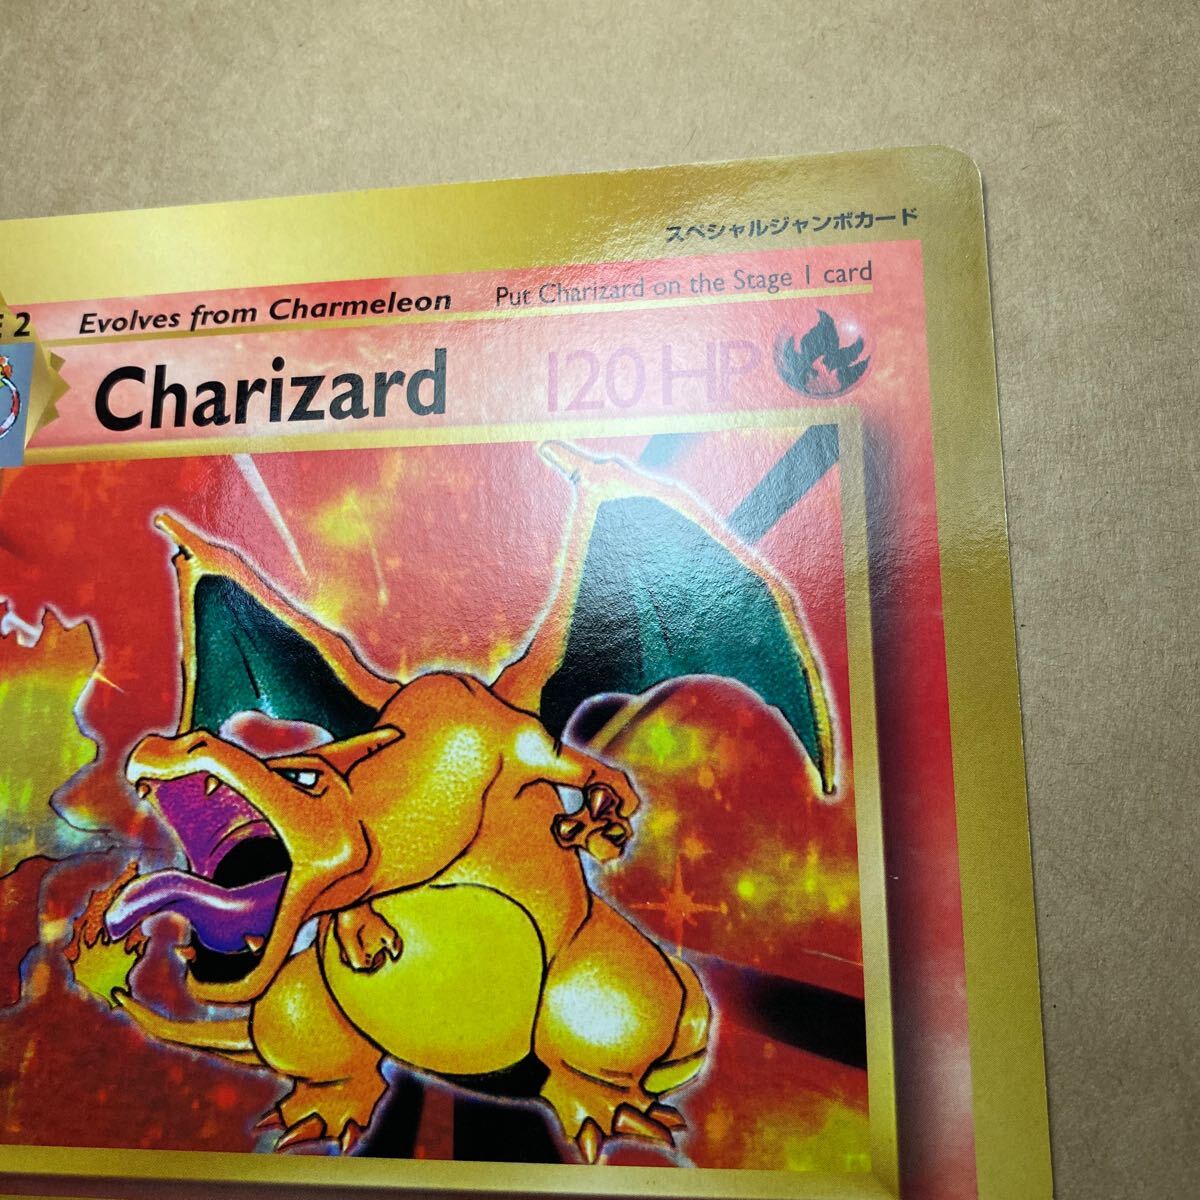 スペシャルジャンボカード
E 2 Evolves from Charmeleon Put Charizard on the Stage 1 card
Charizard 120 HP